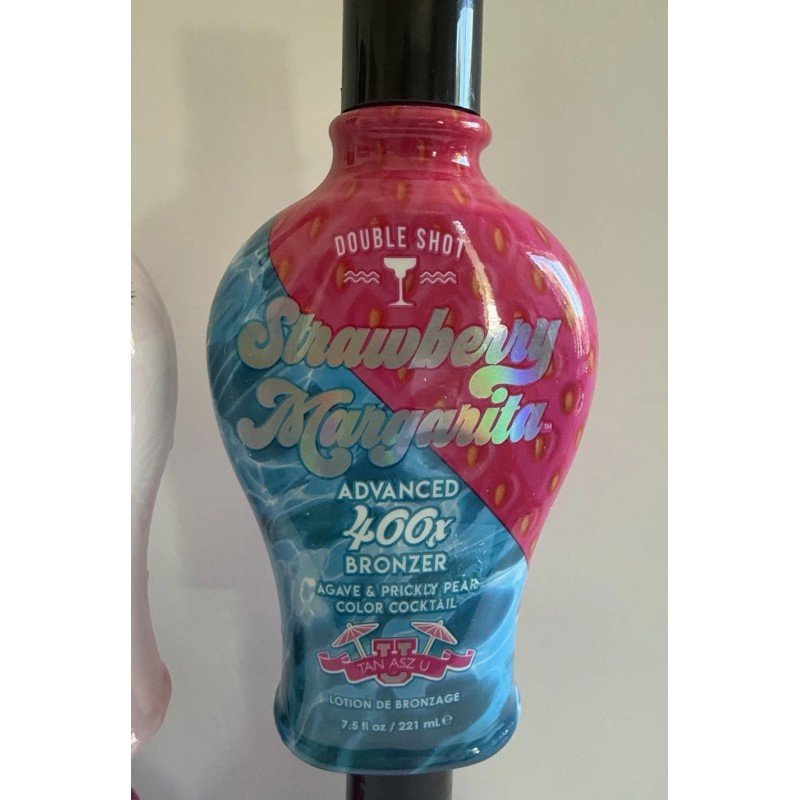 DOUBLE SHOT
Strawberry
Margarita™
ADVANCED
400x
BRONZER
AGAVE & PRICKLY PEAR
COLOR COCKTAIL
U
TAN ASZ U
LOTION DE BRONZAGE
7.5 fl oz / 221 mL℮